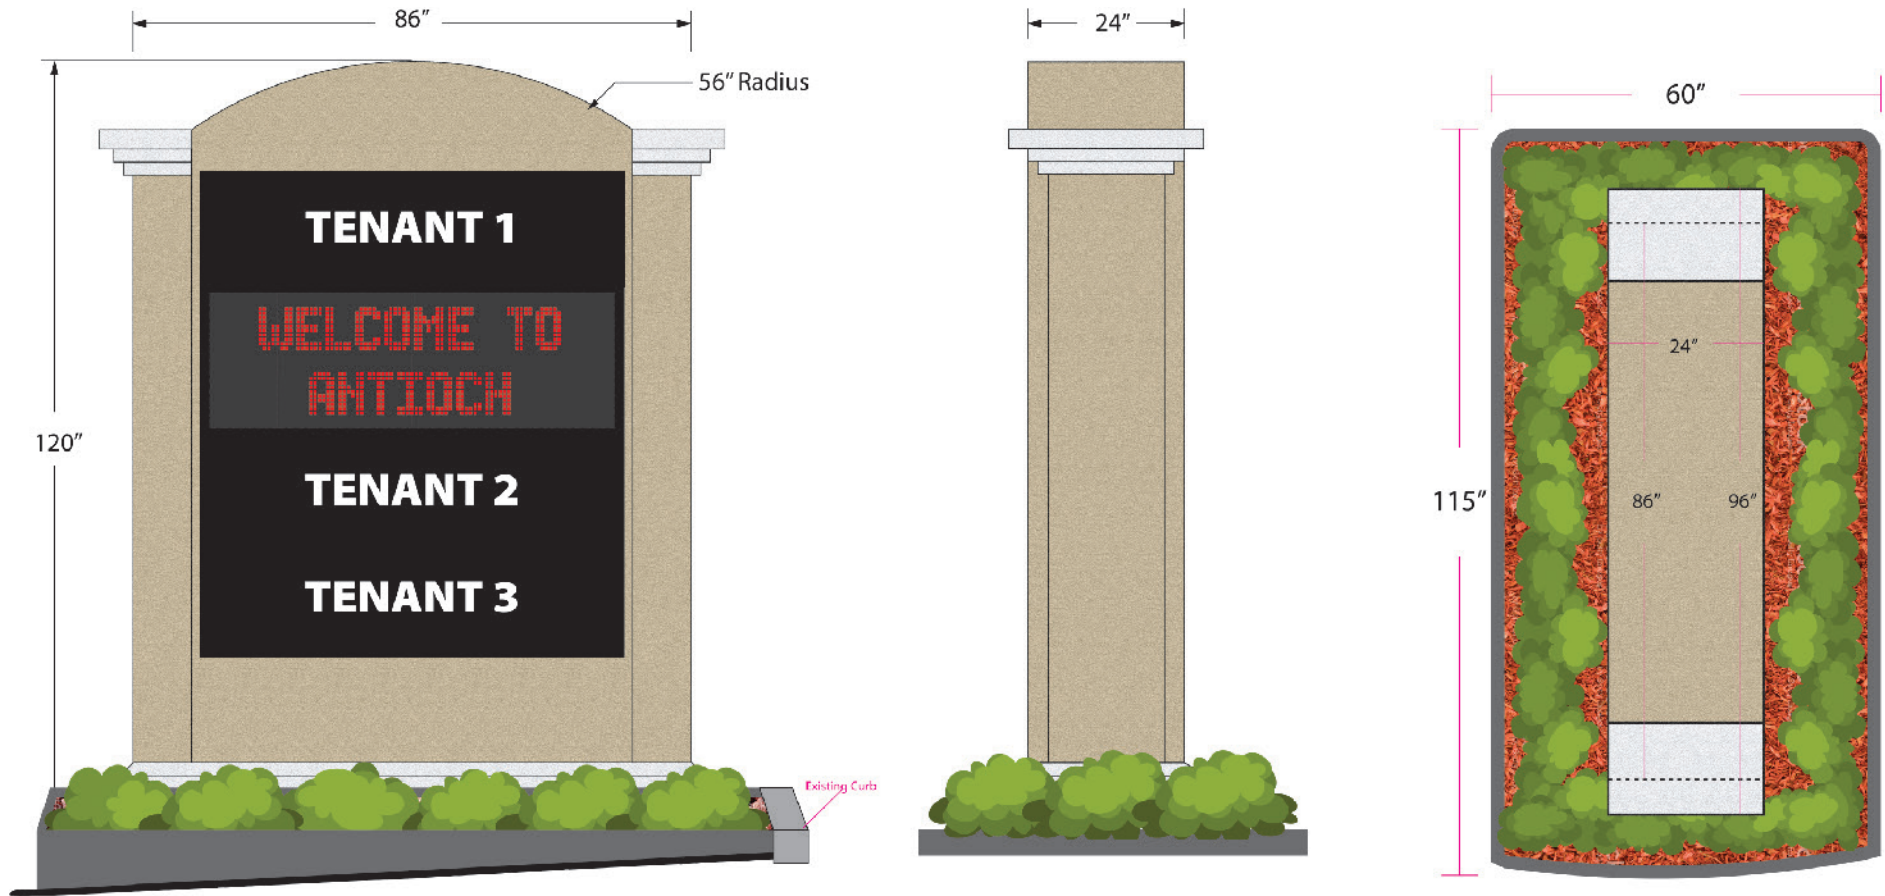 86”
56” Radius
120”
TENANT 1
WELCOME TO
ANTIOCH
TENANT 2
TENANT 3
Existing Curb
24”
60”
115”
24”
86”
96”